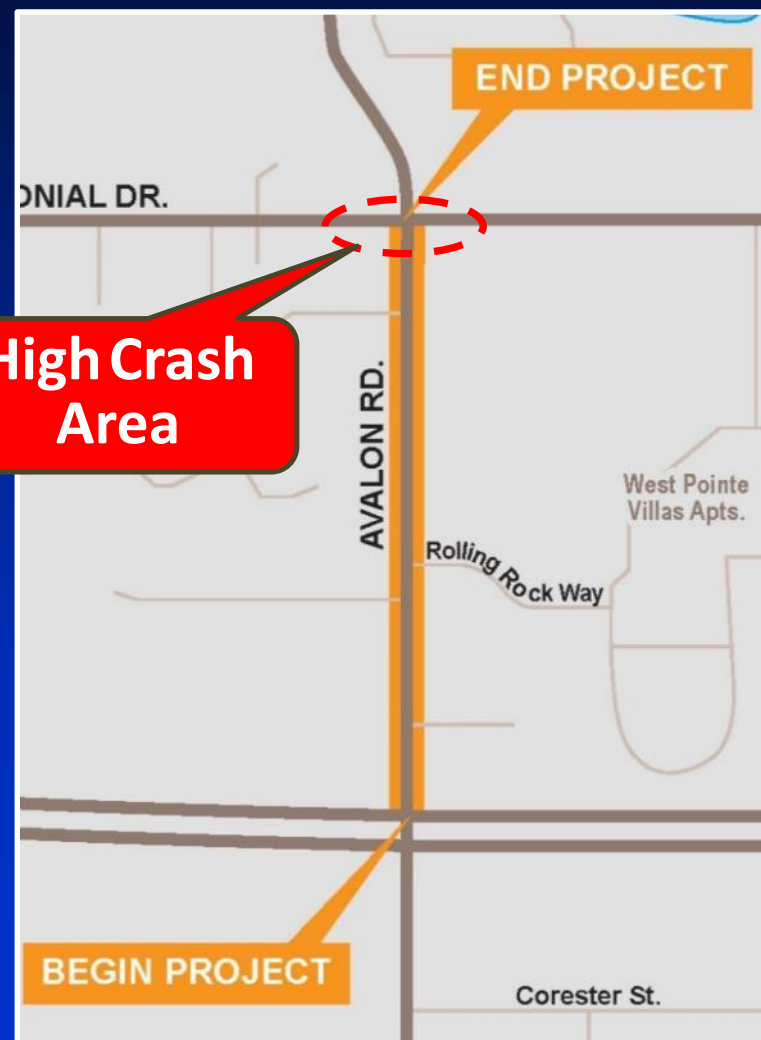 END PROJECT
ONIAL DR.
High Crash
Area
AVALON RD.
West Pointe
Villas Apts.
Rolling Rock Way
BEGIN PROJECT
Corester St.